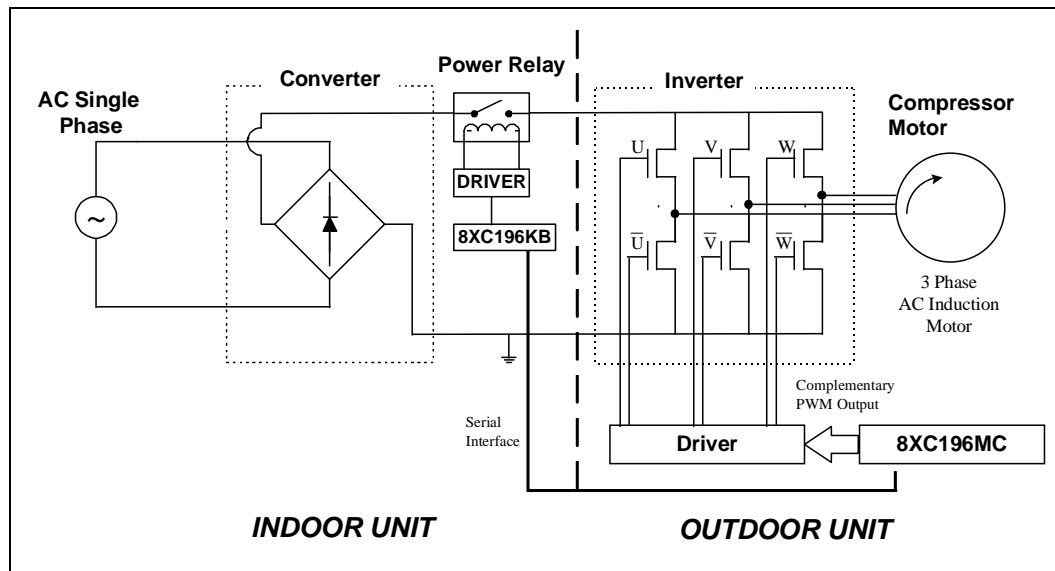 AC Single
Phase
Converter
Power Relay
Inverter
Compressor
Motor
U
V
W
~
DRIVER
8XC196KB
U̅
V̅
W̅
3 Phase
AC Induction
Motor
Serial
Interface
Complementary
PWM Output
Driver
8XC196MC
INDOOR UNIT
OUTDOOR UNIT